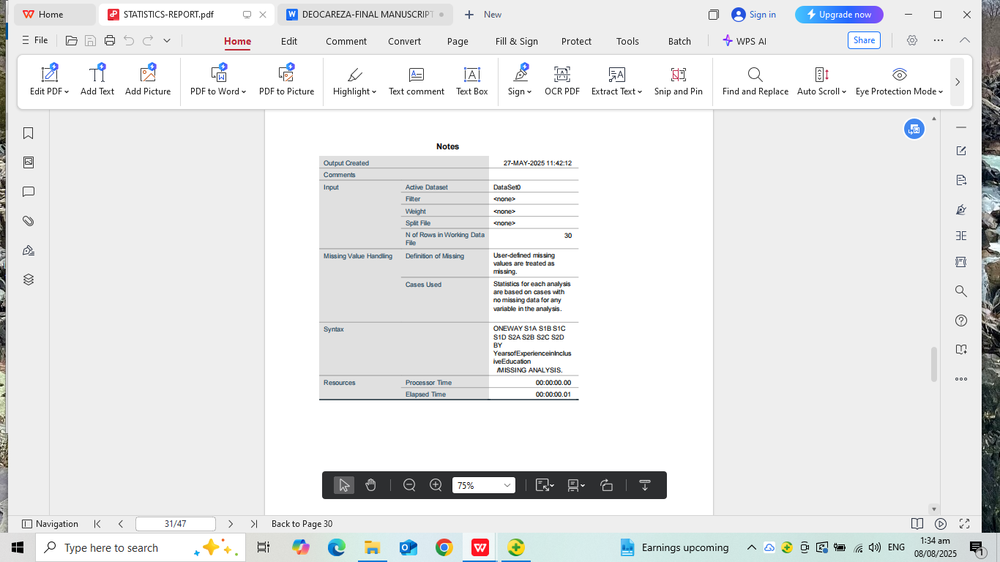 Home
STATISTICS-REPORT.pdf
DEOCAREZA-FINAL MANUSCRIPT
New
Sign in
Upgrade now
File
Home
Edit
Comment
Convert
Page
Fill & Sign
Protect
Tools
Batch
WPS AI
Share
Edit PDF
Add Text
Add Picture
PDF to Word
PDF to Picture
Highlight
Text comment
Text Box
Sign
OCR PDF
Extract Text
Snip and Pin
Find and Replace
Auto Scroll
Eye Protection Mode
Notes
Output Created 27-MAY-2025 11:42:12
Comments
Input Active Dataset DataSet0
Filter <none>
Weight <none>
Split File <none>
N of Rows in Working Data 30
File
Missing Value Handling Definition of Missing User-defined missing
values are treated as
missing.
Cases Used Statistics for each analysis
are based on cases with
no missing data for any
variable in the analysis.
Syntax ONEWAY S1A S1B S1C
S1D S2A S2B S2C S2D
BY
YearsofExperienceinInclus
iveEducation
/MISSING ANALYSIS.
Resources Processor Time 00:00:00.00
Elapsed Time 00:00:00.01
75%
Navigation
31/47
Back to Page 30
Type here to search
Earnings upcoming
ENG
1:34 am
08/08/2025
1